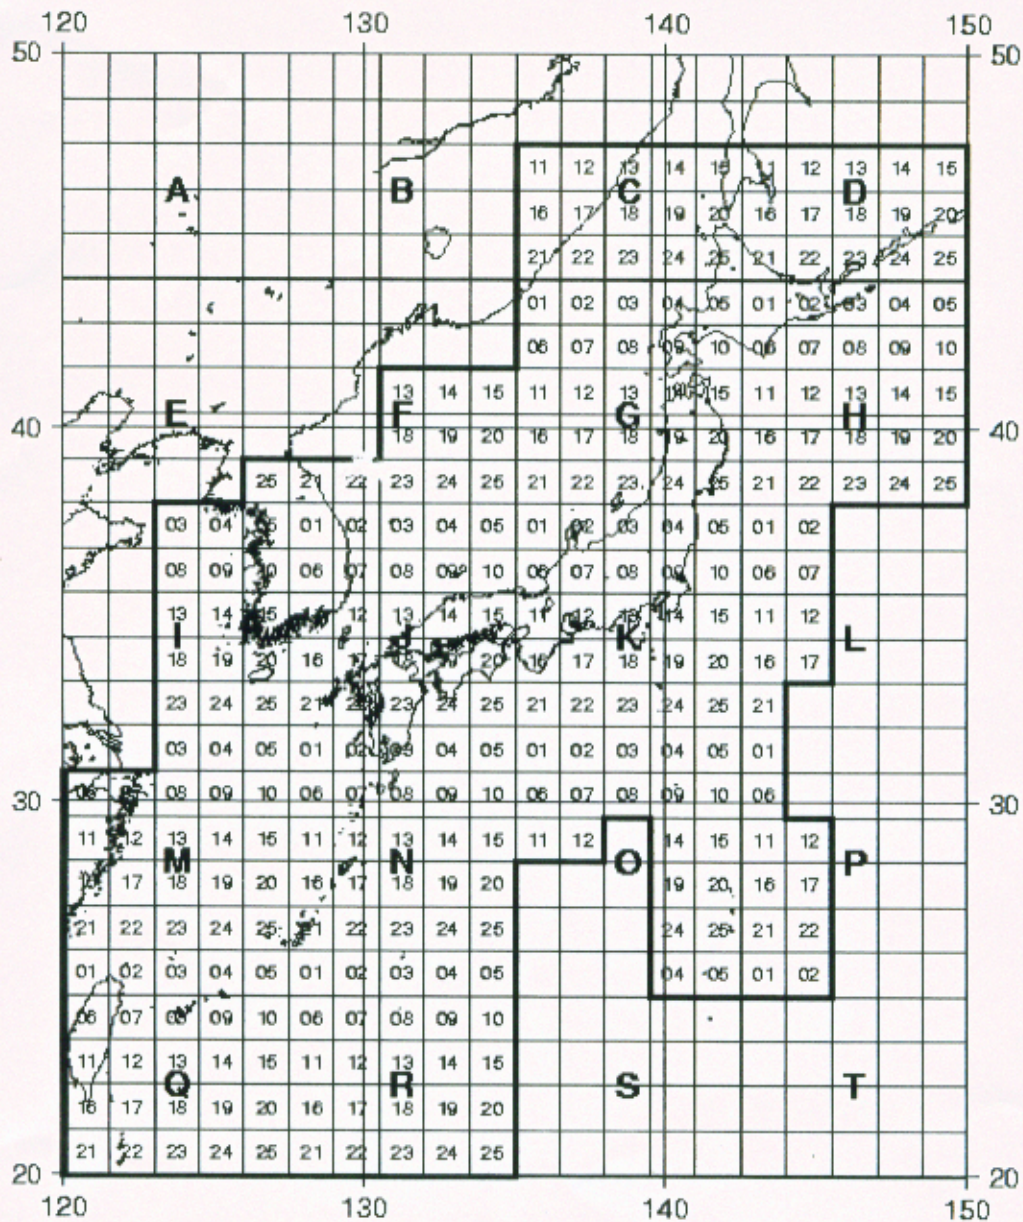 120 130 140 150
50 50
11 12 13 14 15 11 12 13 14 15
A B C D
16 17 18 19 20 16 17 18 19 20
21 22 23 24 25 21 22 23 24 25
01 02 03 04 05 01 02 03 04 05
06 07 08 09 10 06 07 08 09 10
13 14 15 11 12 13 14 15 11 12 13 14 15
E F G H
40 18 19 20 16 17 18 19 20 16 17 18 19 20 40
25 21 22 23 24 25 21 22 23 24 25 21 22 23 24 25
03 04 05 01 02 03 04 05 01 02 03 04 05 01 02
08 09 10 06 07 08 09 10 06 07 08 09 10 06 07
13 14 15 12 13 14 15 11 12 13 14 15 11 12
I K L
18 19 20 16 17 19 20 16 17 18 19 20 16 17
23 24 25 21 22 23 24 25 21 22 23 24 25 21
03 04 05 01 02 03 04 05 01 02 03 04 05 01
30 06 08 09 10 06 07 08 09 10 06 07 08 09 10 06 30
11 12 13 14 15 11 12 13 14 15 11 12 14 15 11 12
M N O P
16 17 18 19 20 16 17 18 19 20 19 20 16 17
21 22 23 24 25 21 22 23 24 25 24 25 21 22
01 02 03 04 05 01 02 03 04 05 04 05 01 02
06 07 08 09 10 06 07 08 09 10
11 12 13 14 15 11 12 13 14 15
Q R S T
16 17 18 19 20 16 17 18 19 20
21 22 23 24 25 21 22 23 24 25
20 20
120 130 140 150